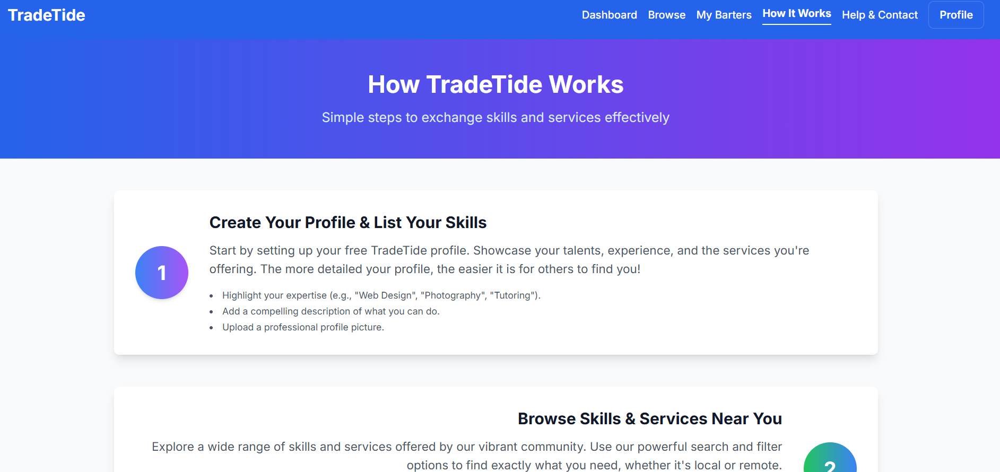 TradeTide
Dashboard Browse My Barters How It Works Help & Contact Profile
How TradeTide Works
Simple steps to exchange skills and services effectively
1
Create Your Profile & List Your Skills
Start by setting up your free TradeTide profile. Showcase your talents, experience, and the services you're
offering. The more detailed your profile, the easier it is for others to find you!
• Highlight your expertise (e.g., "Web Design", "Photography", "Tutoring").
• Add a compelling description of what you can do.
• Upload a professional profile picture.
Browse Skills & Services Near You
Explore a wide range of skills and services offered by our vibrant community. Use our powerful search and filter
options to find exactly what you need, whether it's local or remote.
2